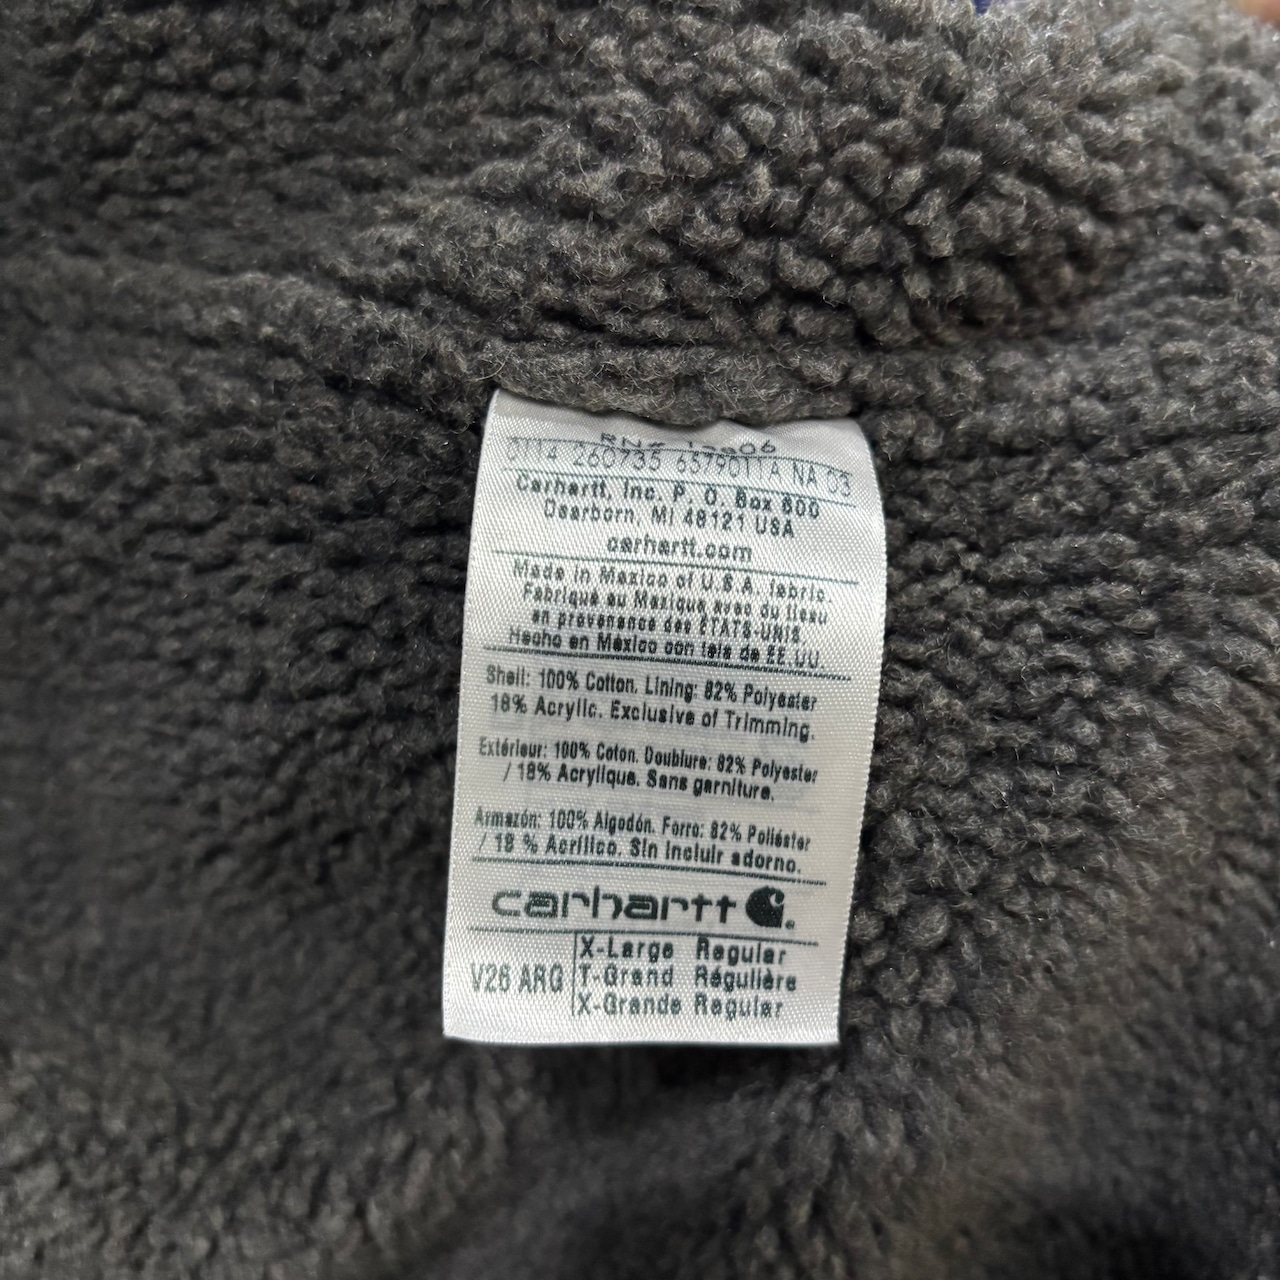 RN# 13806
0114 260735 6579011A NA 03
Carhartt, Inc. P. O. Box 600
Dearborn, MI 48121 USA
carhartt.com
Made in Mexico of U.S.A. fabric.
Fabriqué au Mexique avec du tissu
en provenance des ÉTATS-UNIS.
Hecho en México con tela de EE.UU.
Shell: 100% Cotton. Lining: 82% Polyester
18% Acrylic. Exclusive of Trimming.
Extérieur: 100% Coton. Doublure: 82% Polyester
/ 18% Acrylique. Sans garniture.
Armazón: 100% Algodón. Forro: 82% Poliéster
/ 18 % Acrílico. Sin incluir adorno.
carhartt
V26 ARG
X-Large Regular
T-Grand Régulière
X-Grande Regular